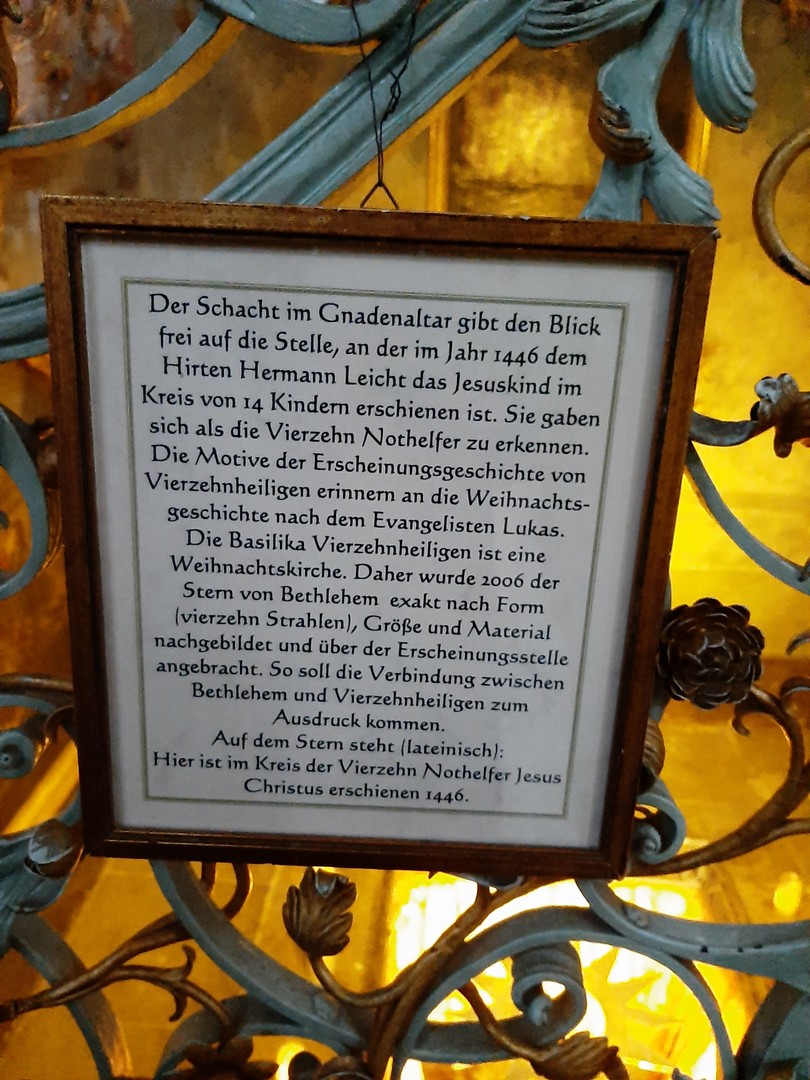 Der Schacht im Gnadenaltar gibt den Blick
frei auf die Stelle, an der im Jahr 1446 dem
Hirten Hermann Leicht das Jesuskind im
Kreis von 14 Kindern erschienen ist. Sie gaben
sich als die Vierzehn Nothelfer zu erkennen.
Die Motive der Erscheinungsgeschichte von
Vierzehnheiligen erinnern an die Weihnachts-
geschichte nach dem Evangelisten Lukas.
Die Basilika Vierzehnheiligen ist eine
Weihnachtskirche. Daher wurde 2006 der
Stern von Bethlehem exakt nach Form
(vierzehn Strahlen), Größe und Material
nachgebildet und über der Erscheinungsstelle
angebracht. So soll die Verbindung zwischen
Bethlehem und Vierzehnheiligen zum
Ausdruck kommen.
Auf dem Stern steht (lateinisch):
Hier ist im Kreis der Vierzehn Nothelfer Jesus
Christus erschienen 1446.